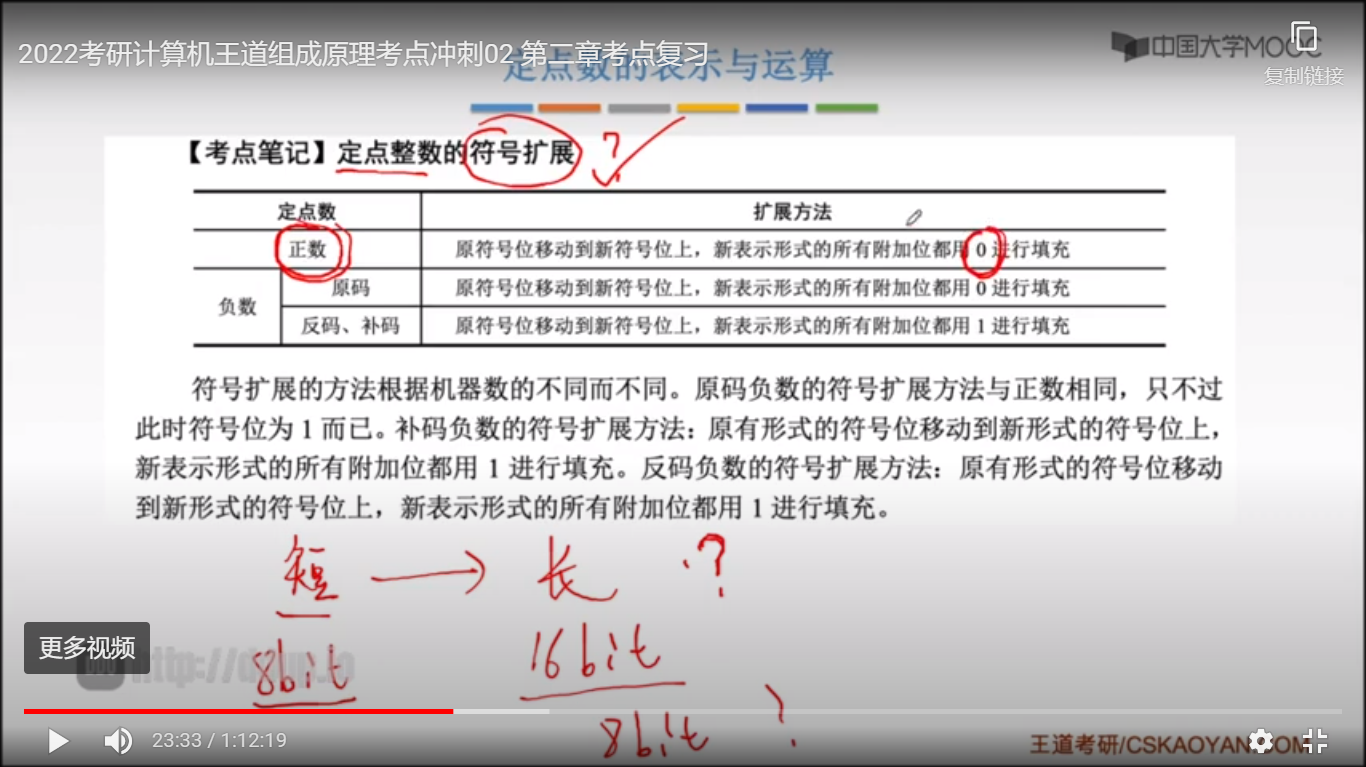 2022考研计算机王道组成原理考点冲刺02 第二章考点复习
定点数的表示与运算
中国大学MOOC
复制链接
【考点笔记】定点整数的符号扩展
?
定点数 扩展方法
正数 原符号位移动到新符号位上，新表示形式的所有附加位都用 0 进行填充
负数 原码 原符号位移动到新符号位上，新表示形式的所有附加位都用 0 进行填充
反码、补码 原符号位移动到新符号位上，新表示形式的所有附加位都用 1 进行填充
符号扩展的方法根据机器数的不同而不同。原码负数的符号扩展方法与正数相同，只不过
此时符号位为 1 而已。补码负数的符号扩展方法：原有形式的符号位移动到新形式的符号位上，
新表示形式的所有附加位都用 1 进行填充。反码负数的符号扩展方法：原有形式的符号位移动
到新形式的符号位上，新表示形式的所有附加位都用 1 进行填充。
短 → 长 ?
更多视频
8bit 16bit
8bit ?
23:33 / 1:12:19
王道考研/CSKAOYAN.COM